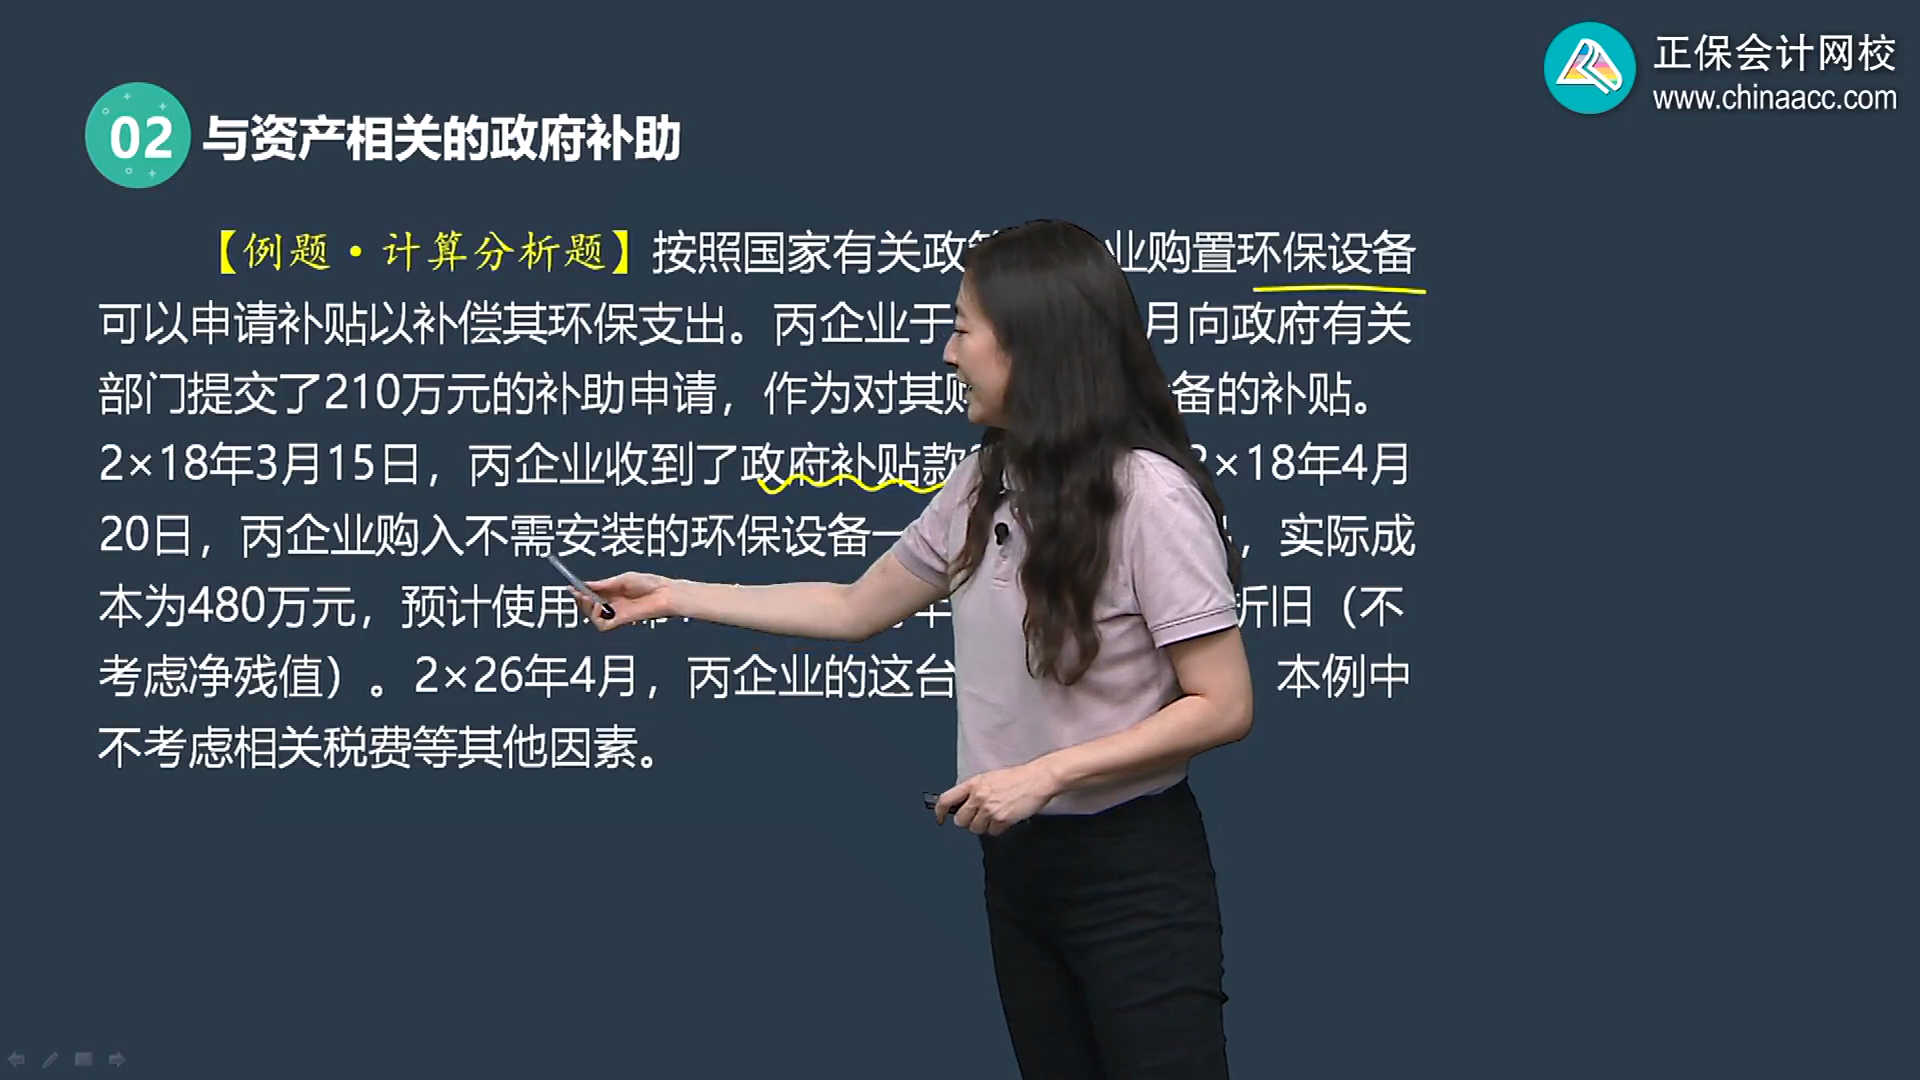 正保会计网校
www.chinaacc.com
02 与资产相关的政府补助
【例题·计算分析题】按照国家有关政 业购置环保设备
可以申请补贴以补偿其环保支出。丙企业于 月向政府有关
部门提交了210万元的补助申请，作为对其购 备的补贴。
2×18年3月15日，丙企业收到了政府补贴款 2×18年4月
20日，丙企业购入不需安装的环保设备一 ，实际成
本为480万元，预计使用 年 折旧（不
考虑净残值）。2×26年4月，丙企业的这台 本例中
不考虑相关税费等其他因素。